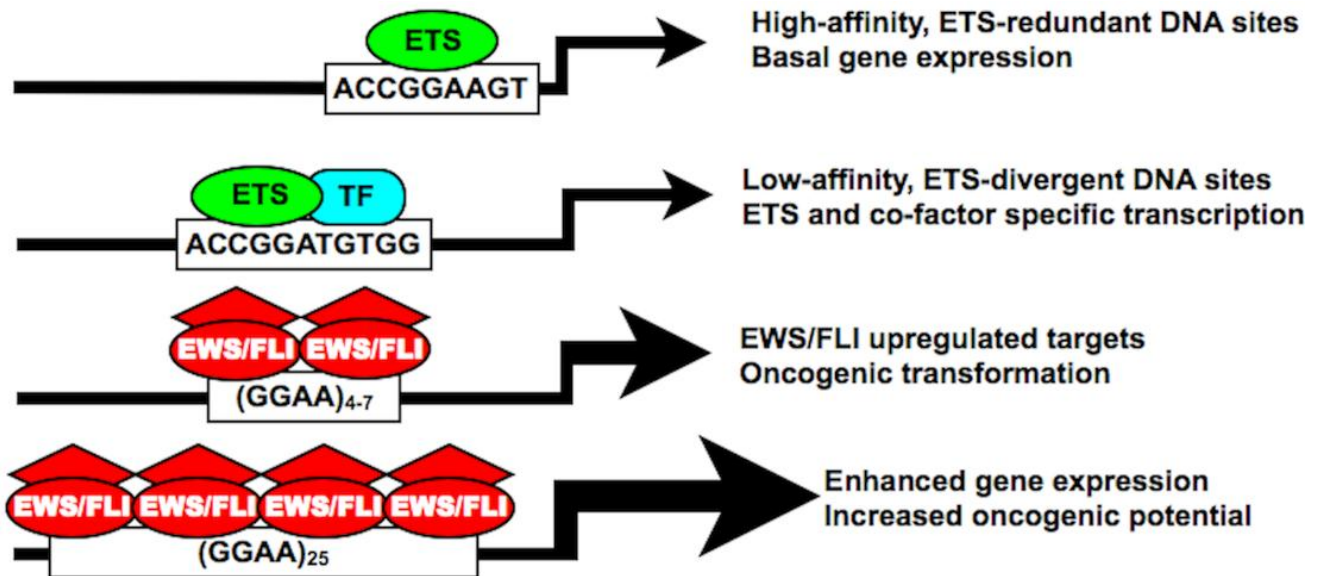 ETS
ACCGGAAGT
High-affinity, ETS-redundant DNA sites
Basal gene expression
ETS TF
ACCGGATGTGG
Low-affinity, ETS-divergent DNA sites
ETS and co-factor specific transcription
EWS/FLI EWS/FLI
(GGAA)4-7
EWS/FLI upregulated targets
Oncogenic transformation
EWS/FLI EWS/FLI EWS/FLI EWS/FLI
(GGAA)25
Enhanced gene expression
Increased oncogenic potential